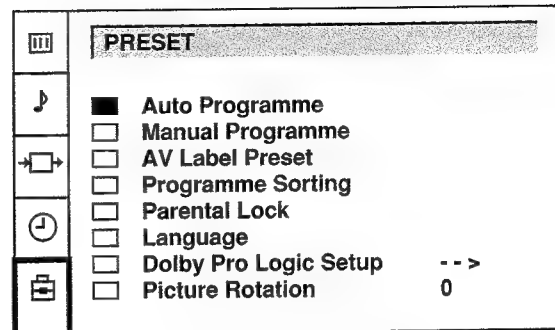 PRESET
Auto Programme
Manual Programme
AV Label Preset
Programme Sorting
Parental Lock
Language
Dolby Pro Logic Setup - - >
Picture Rotation 0